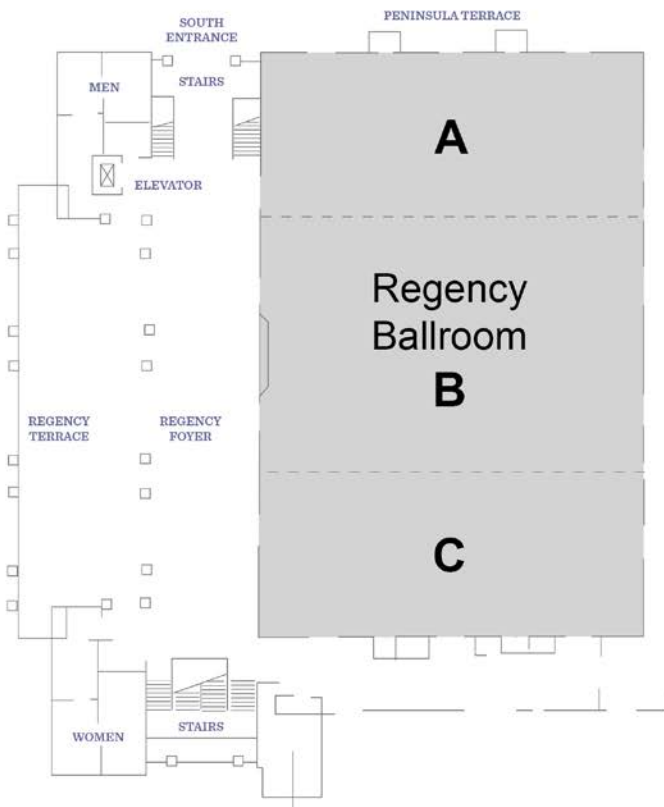 PENINSULA TERRACE
SOUTH
ENTRANCE
STAIRS
MEN
A
ELEVATOR
Regency
Ballroom
B
REGENCY
TERRACE
REGENCY
FOYER
C
STAIRS
WOMEN